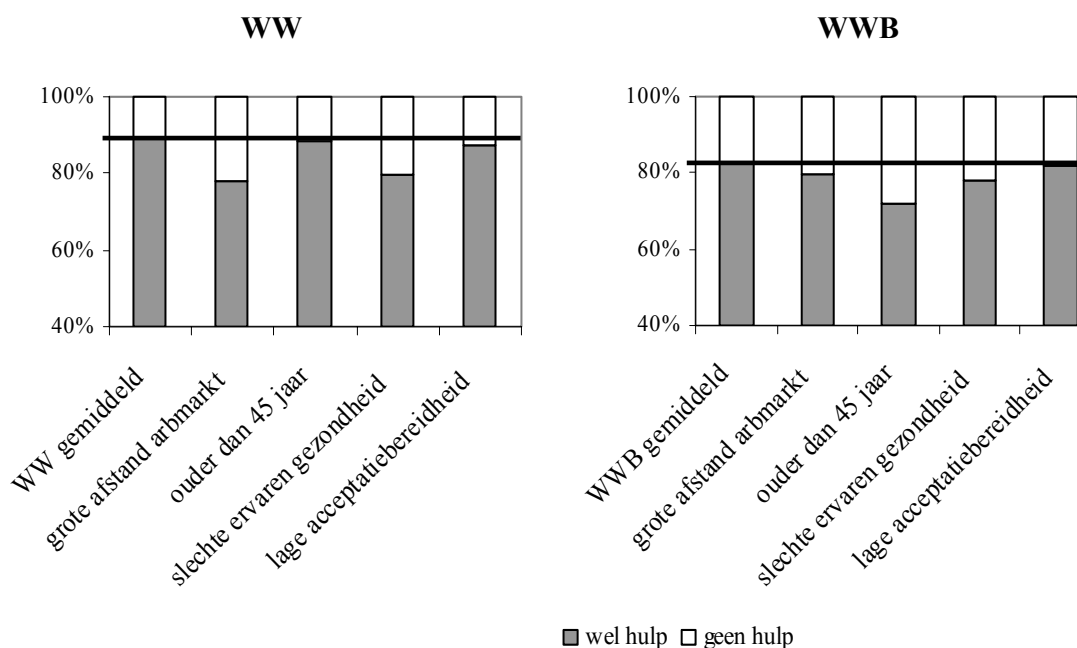 WW
100%
80%
60%
40%
WW gemiddeld
grote afstand arbmarkt
ouder dan 45 jaar
slechte ervaren gezondheid
lage acceptatiebereidheid
WWB
100%
80%
60%
40%
WWB gemiddeld
grote afstand arbmarkt
ouder dan 45 jaar
slechte ervaren gezondheid
lage acceptatiebereidheid
wel hulp geen hulp